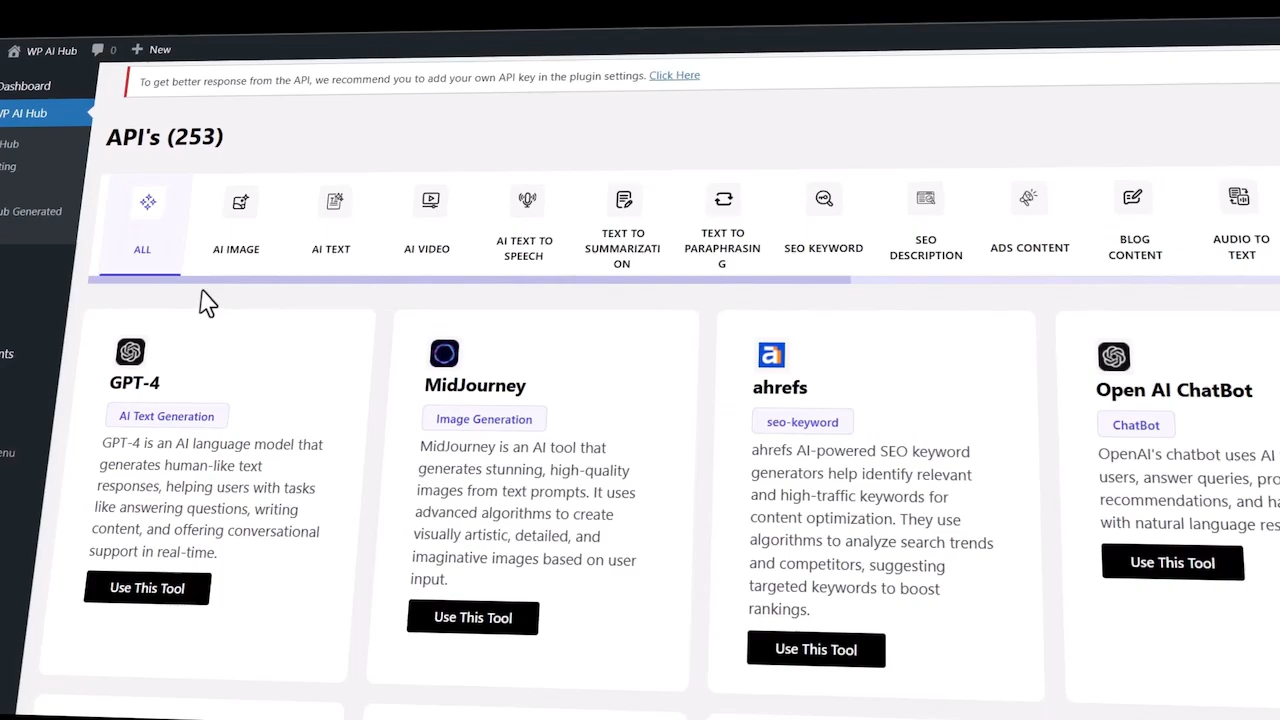 WP AI Hub 0 New
Dashboard
WP AI Hub
Hub
To get better response from the API, we recommend you to add your own API key in the plugin settings. Click Here
API's (253)
ALL
AI IMAGE
AI TEXT
AI VIDEO
AI TEXT TO
SPEECH
TEXT TO
SUMMARIZATI
ON
TEXT TO
PARAPHRASIN
G
SEO KEYWORD
SEO
DESCRIPTION
ADS CONTENT
BLOG
CONTENT
AUDIO TO
TEXT
GPT-4
AI Text Generation
GPT-4 is an AI language model that
generates human-like text
responses, helping users with tasks
like answering questions, writing
content, and offering conversational
support in real-time.
Use This Tool
MidJourney
Image Generation
MidJourney is an AI tool that
generates stunning, high-quality
images from text prompts. It uses
advanced algorithms to create
visually artistic, detailed, and
imaginative images based on user
input.
Use This Tool
ahrefs
seo-keyword
ahrefs AI-powered SEO keyword
generators help identify relevant
and high-traffic keywords for
content optimization. They use
algorithms to analyze search trends
and competitors, suggesting
targeted keywords to boost
rankings.
Use This Tool
Open AI ChatBot
ChatBot
OpenAI's chatbot uses AI
users, answer queries,
recommendations, and
with natural language
Use This Tool
Generated